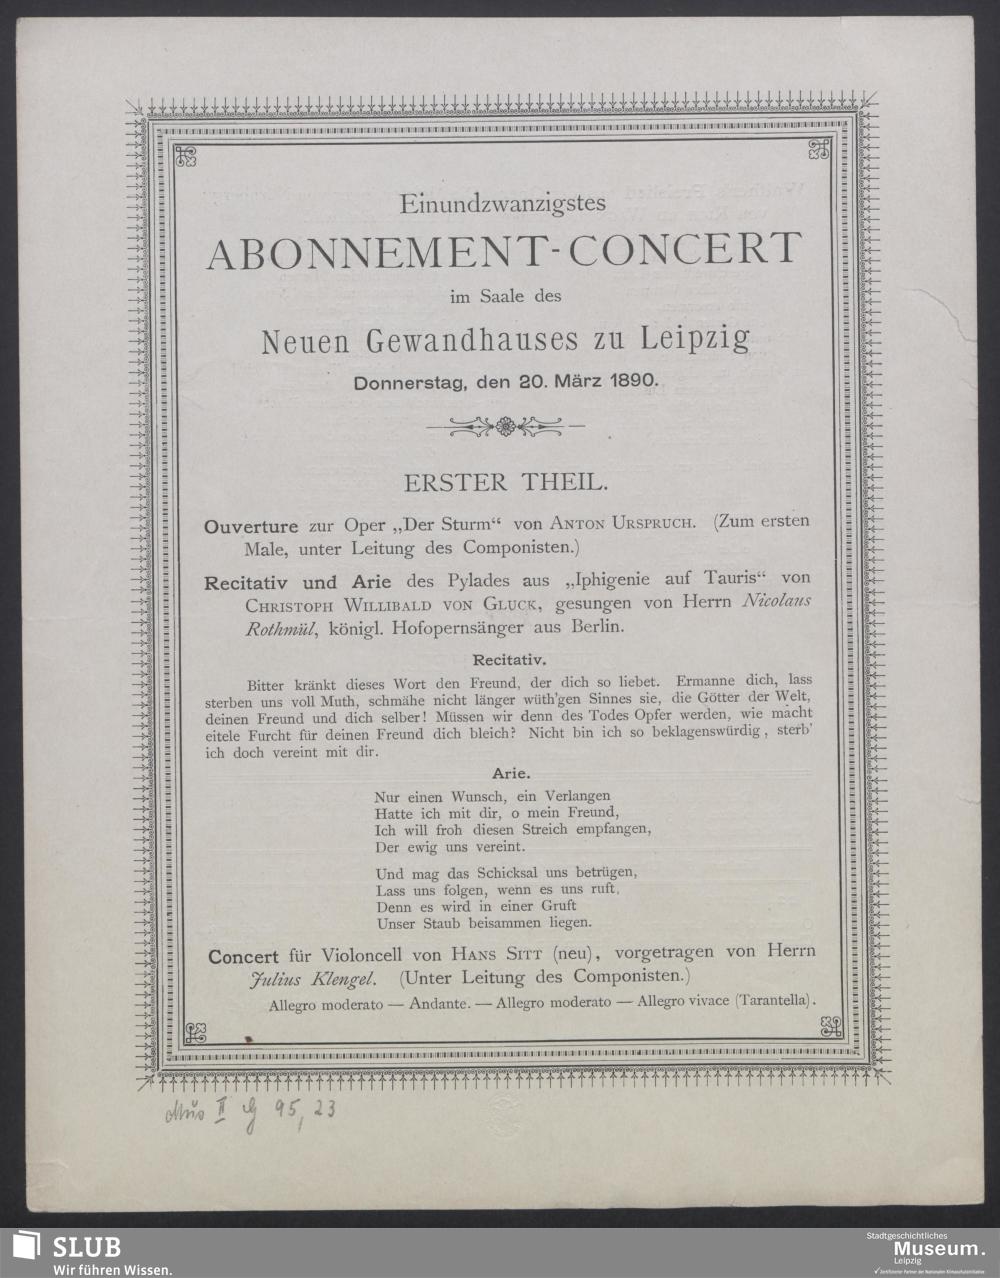 Einundzwanzigstes
ABONNEMENT-CONCERT
im Saale des
Neuen Gewandhauses zu Leipzig
Donnerstag, den 20. März 1890.
ERSTER THEIL.
Ouverture zur Oper „Der Sturm“ von Anton Urspruch. (Zum ersten
Male, unter Leitung des Componisten.)
Recitativ und Arie des Pylades aus „Iphigenie auf Tauris“ von
Christoph Willibald von Gluck, gesungen von Herrn Nicolaus
Rothmül, königl. Hofopernsänger aus Berlin.
Recitativ.
Bitter kränkt dieses Wort den Freund, der dich so liebet. Ermanne dich, lass
sterben uns voll Muth, schmähe nicht länger wüth'gen Sinnes sie, die Götter der Welt,
deinen Freund und dich selber! Müssen wir denn des Todes Opfer werden, wie macht
eitele Furcht für deinen Freund dich bleich? Nicht bin ich so beklagenswürdig, sterb'
ich doch vereint mit dir.
Arie.
Nur einen Wunsch, ein Verlangen
Hatte ich mit dir, o mein Freund,
Ich will froh diesen Streich empfangen,
Der ewig uns vereint.
Und mag das Schicksal uns betrügen,
Lass uns folgen, wenn es uns ruft,
Denn es wird in einer Gruft
Unser Staub beisammen liegen.
Concert für Violoncell von Hans Sitt (neu), vorgetragen von Herrn
Julius Klengel. (Unter Leitung des Componisten.)
Allegro moderato — Andante. — Allegro moderato — Allegro vivace (Tarantella).
Mus II 95, 23
SLUB
Wir führen Wissen.
Stadtgeschichtliches
Museum.
Leipzig
Zertifizierter Partner der Nationalen Klimaschutzinitiative